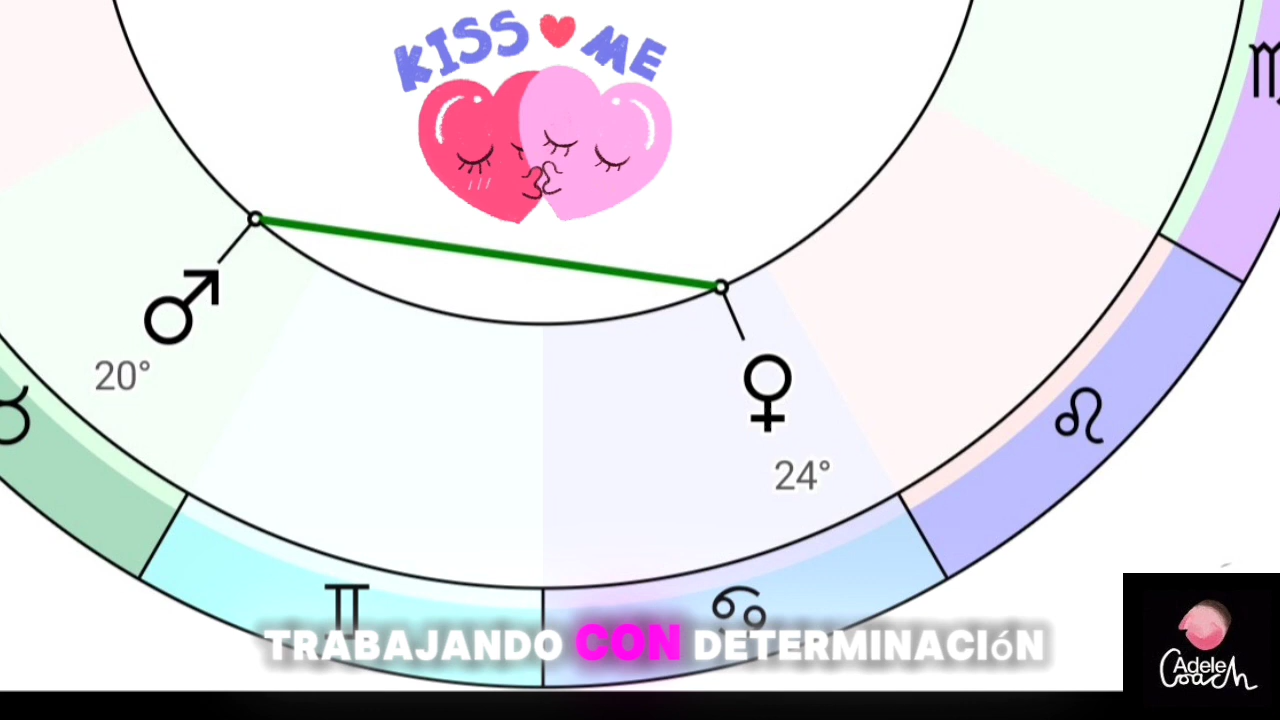 KISS ME
20°
24°
TRABAJANDO CON DETERMINACIÓN
Adele
Coach